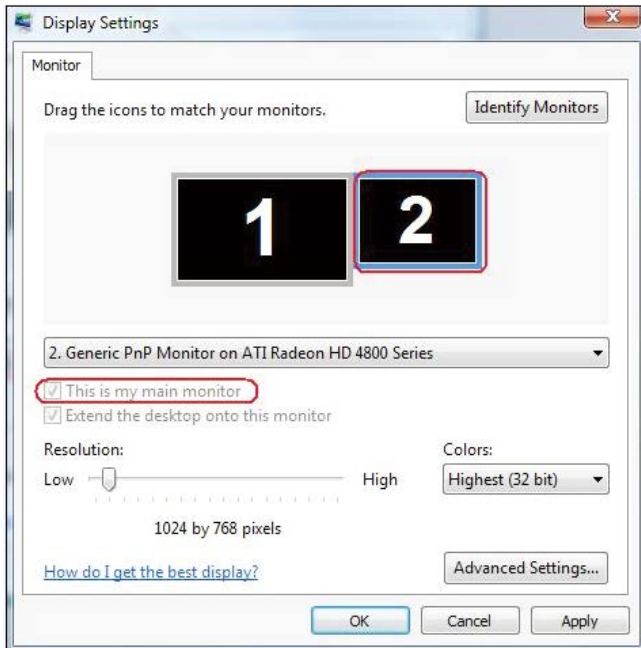 Display Settings
Monitor
Drag the icons to match your monitors.
Identify Monitors
1
2
2. Generic PnP Monitor on ATI Radeon HD 4800 Series
This is my main monitor
Extend the desktop onto this monitor
Resolution:
Colors:
Low
High
Highest (32 bit)
1024 by 768 pixels
How do I get the best display?
Advanced Settings...
OK
Cancel
Apply